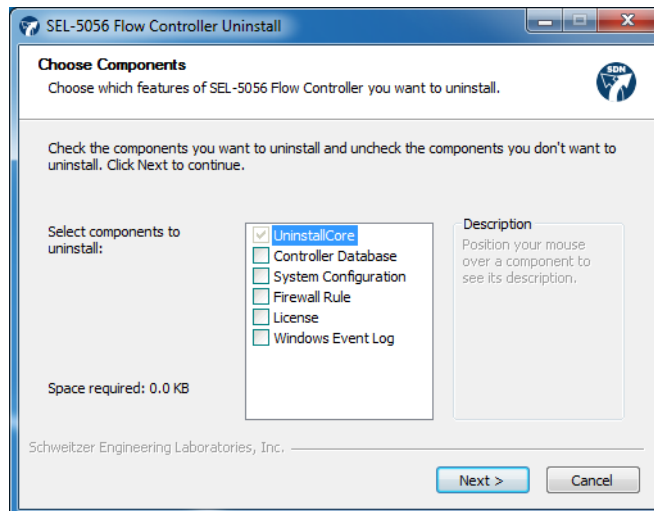 SEL-5056 Flow Controller Uninstall
Choose Components
Choose which features of SEL-5056 Flow Controller you want to uninstall.
SDN
Check the components you want to uninstall and uncheck the components you don't want to
uninstall. Click Next to continue.
Select components to
uninstall:
UninstallCore
Controller Database
System Configuration
Firewall Rule
License
Windows Event Log
Description
Position your mouse
over a component to
see its description.
Space required: 0.0 KB
Schweitzer Engineering Laboratories, Inc.
Next >
Cancel